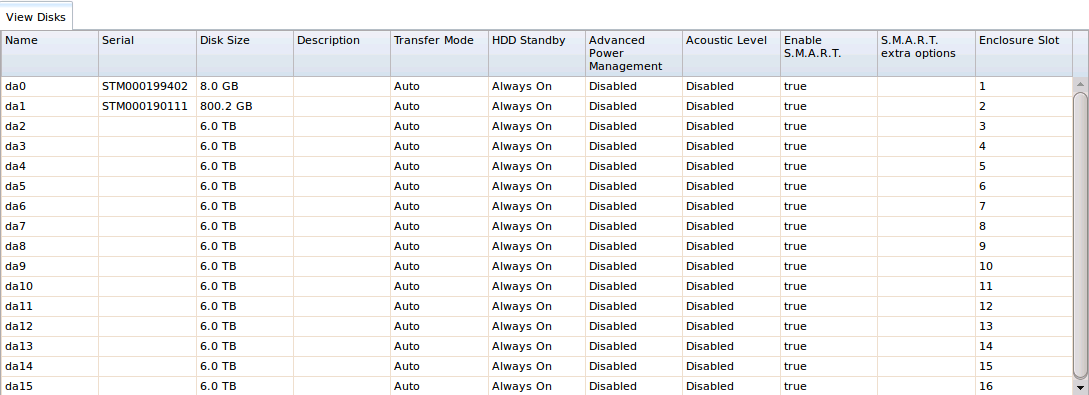 View Disks
Name Serial Disk Size Description Transfer Mode HDD Standby Advanced Power Management Acoustic Level Enable S.M.A.R.T. S.M.A.R.T. extra options Enclosure Slot
da0 STM000199402 8.0 GB Auto Always On Disabled Disabled true 1
da1 STM000190111 800.2 GB Auto Always On Disabled Disabled true 2
da2 6.0 TB Auto Always On Disabled Disabled true 3
da3 6.0 TB Auto Always On Disabled Disabled true 4
da4 6.0 TB Auto Always On Disabled Disabled true 5
da5 6.0 TB Auto Always On Disabled Disabled true 6
da6 6.0 TB Auto Always On Disabled Disabled true 7
da7 6.0 TB Auto Always On Disabled Disabled true 8
da8 6.0 TB Auto Always On Disabled Disabled true 9
da9 6.0 TB Auto Always On Disabled Disabled true 10
da10 6.0 TB Auto Always On Disabled Disabled true 11
da11 6.0 TB Auto Always On Disabled Disabled true 12
da12 6.0 TB Auto Always On Disabled Disabled true 13
da13 6.0 TB Auto Always On Disabled Disabled true 14
da14 6.0 TB Auto Always On Disabled Disabled true 15
da15 6.0 TB Auto Always On Disabled Disabled true 16